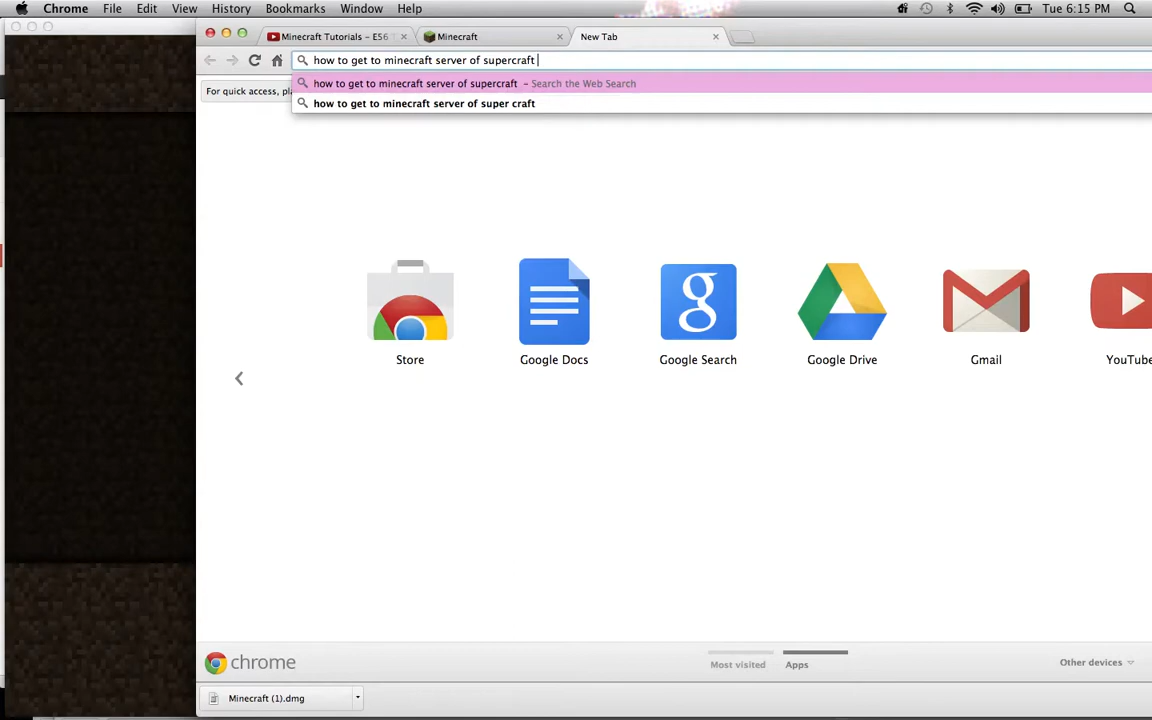 Chrome File Edit View History Bookmarks Window Help Tue 6:15 PM
Minecraft Tutorials – E56 Minecraft New Tab
how to get to minecraft server of supercraft
how to get to minecraft server of supercraft – Search the Web Search
For quick access, pla
how to get to minecraft server of super craft
Store Google Docs Google Search Google Drive Gmail YouTube
chrome Most visited Apps Other devices
Minecraft (1).dmg